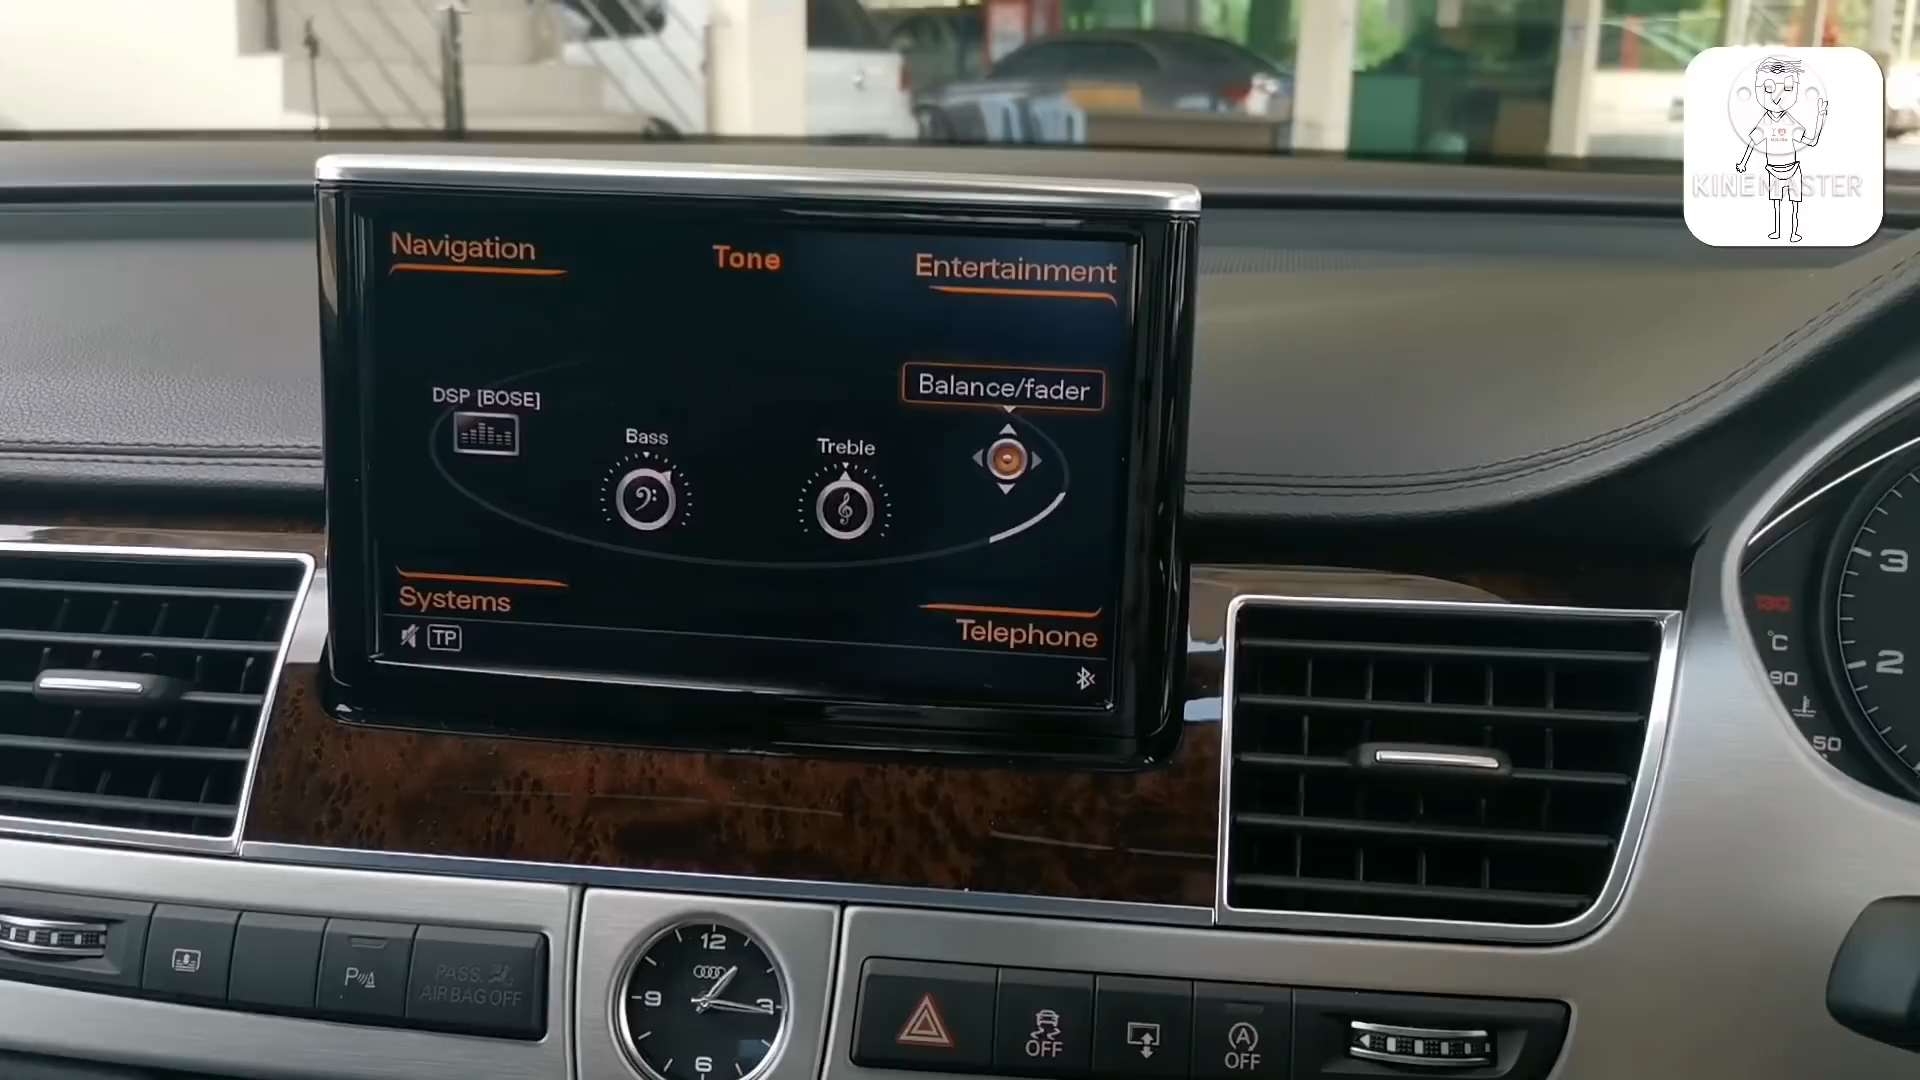 KINEMASTER
Navigation
Tone
Entertainment
DSP [BOSE]
Bass
Treble
Balance/fader
Systems
Telephone
TP
3
2
130
°C
90
50
P
PASS.
AIRBAG OFF
12
9
3
6
OFF
A
OFF